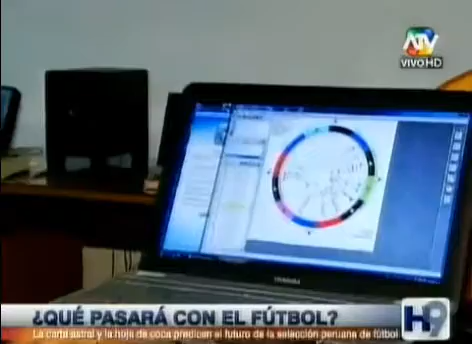 ATV
VIVO HD
TOSHIBA
¿QUÉ PASARÁ CON EL FÚTBOL?
La carta astral y la hoja de coca predicen el futuro de la selección peruana de fútbol
H9